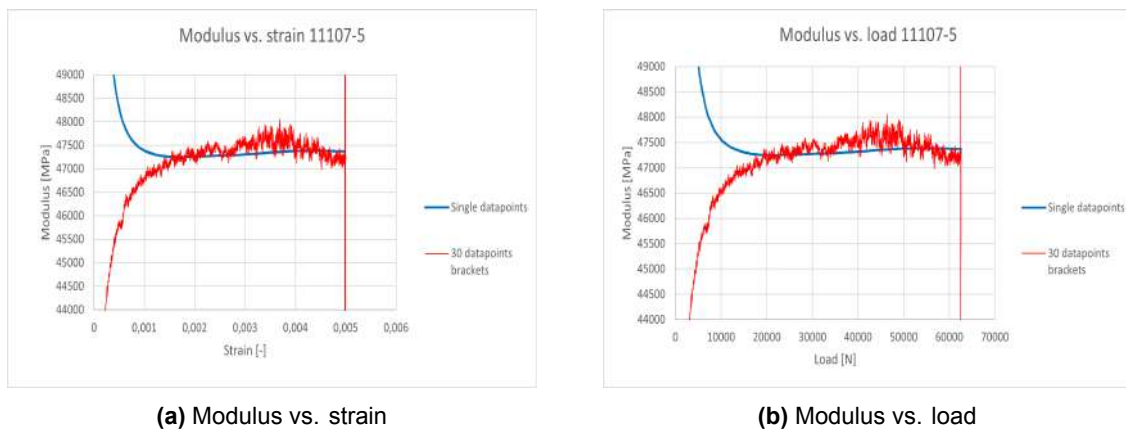 Modulus vs. strain 11107-5
49000
48500
48000
47500
47000
46500
46000
45500
45000
44500
44000
Modulus [MPa]
0 0,001 0,002 0,003 0,004 0,005 0,006
Strain [-]
Single datapoints
30 datapoints
brackets
(a) Modulus vs. strain
Modulus vs. load 11107-5
49000
48500
48000
47500
47000
46500
46000
45500
45000
44500
44000
Modulus [MPa]
0 10000 20000 30000 40000 50000 60000 70000
Load [N]
Single datapoints
30 datapoints
brackets
(b) Modulus vs. load